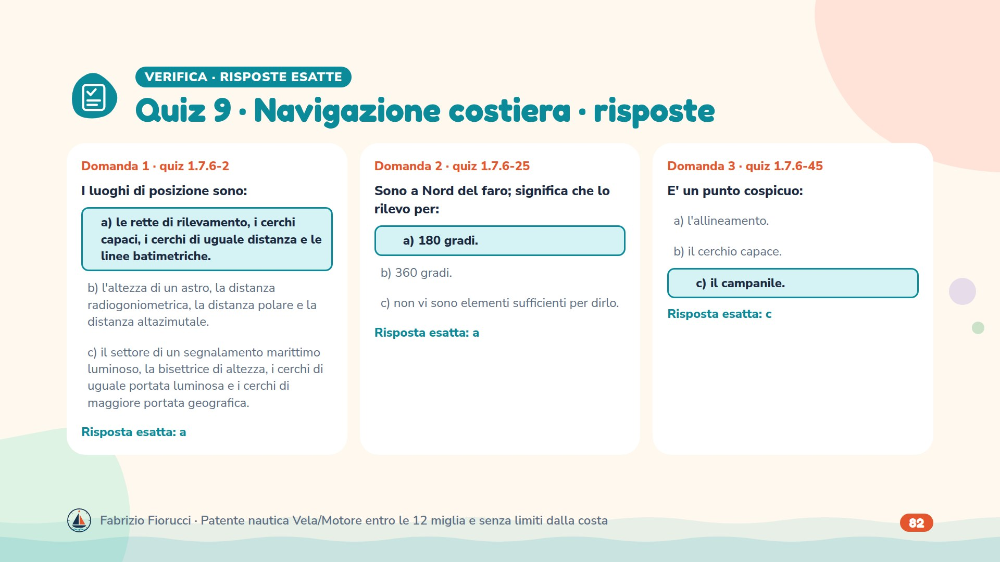 VERIFICA · RISPOSTE ESATTE
Quiz 9 · Navigazione costiera · risposte
Domanda 1 · quiz 1.7.6-2
I luoghi di posizione sono:
a) le rette di rilevamento, i cerchi
capaci, i cerchi di uguale distanza e le
linee batimetriche.
b) l'altezza di un astro, la distanza
radiogoniometrica, la distanza polare e la
distanza altazimutale.
c) il settore di un segnalamento marittimo
luminoso, la bisettrice di altezza, i cerchi di
uguale portata luminosa e i cerchi di
maggiore portata geografica.
Risposta esatta: a
Domanda 2 · quiz 1.7.6-25
Sono a Nord del faro; significa che lo
rilevo per:
a) 180 gradi.
b) 360 gradi.
c) non vi sono elementi sufficienti per dirlo.
Risposta esatta: a
Domanda 3 · quiz 1.7.6-45
E' un punto cospicuo:
a) l'allineamento.
b) il cerchio capace.
c) il campanile.
Risposta esatta: c
Fabrizio Fiorucci · Patente nautica Vela/Motore entro le 12 miglia e senza limiti dalla costa
82